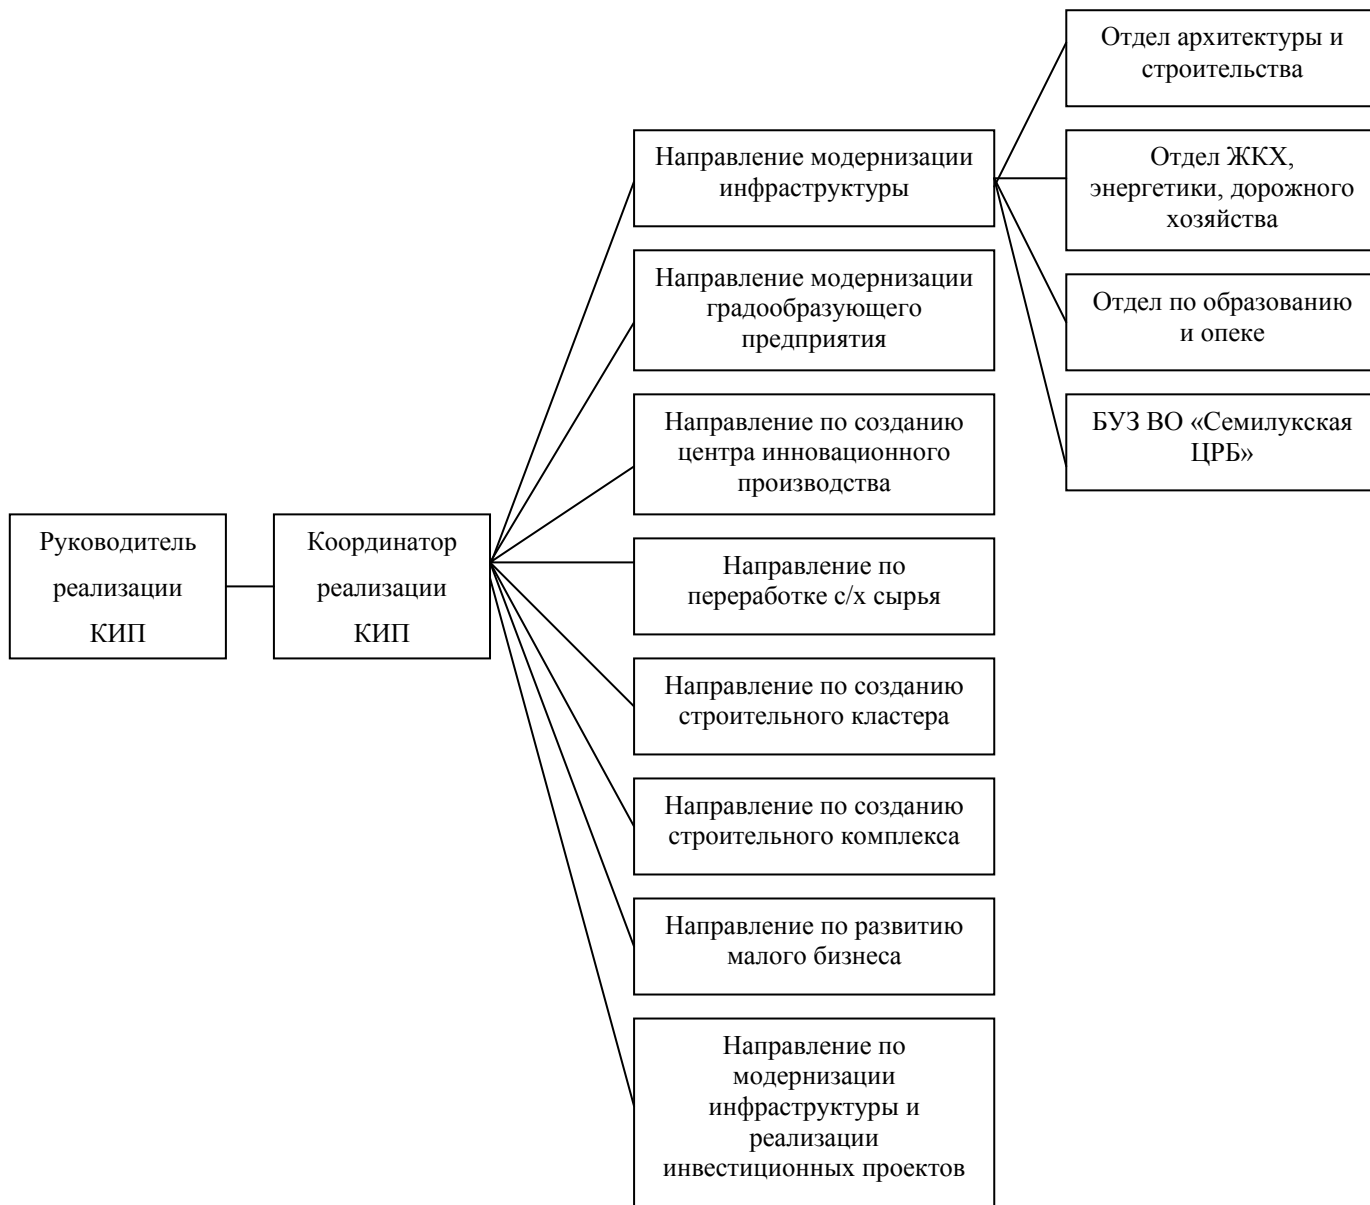 Руководитель
реализации
КИП
Координатор
реализации
КИП
Направление модернизации
инфраструктуры
Направление модернизации
градообразующего
предприятия
Направление по созданию
центра инновационного
производства
Направление по
переработке с/х сырья
Направление по созданию
строительного кластера
Направление по созданию
строительного комплекса
Направление по развитию
малого бизнеса
Направление по
модернизации
инфраструктуры и
реализации
инвестиционных проектов
Отдел архитектуры и
строительства
Отдел ЖКХ,
энергетики, дорожного
хозяйства
Отдел по образованию
и опеке
БУЗ ВО «Семилукская
ЦРБ»